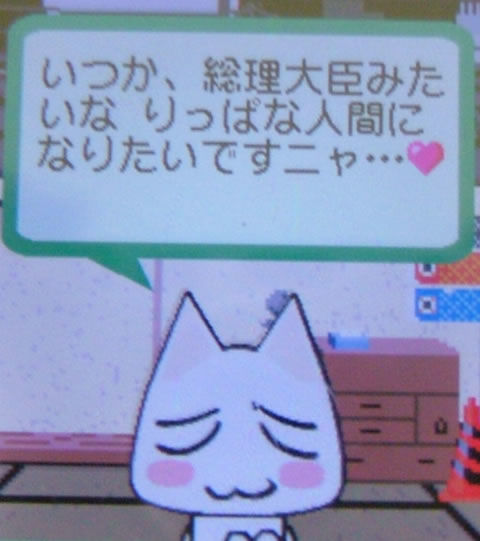 いつか、総理大臣みた
いな りっぱな人間に
なりたいですニャ…💗